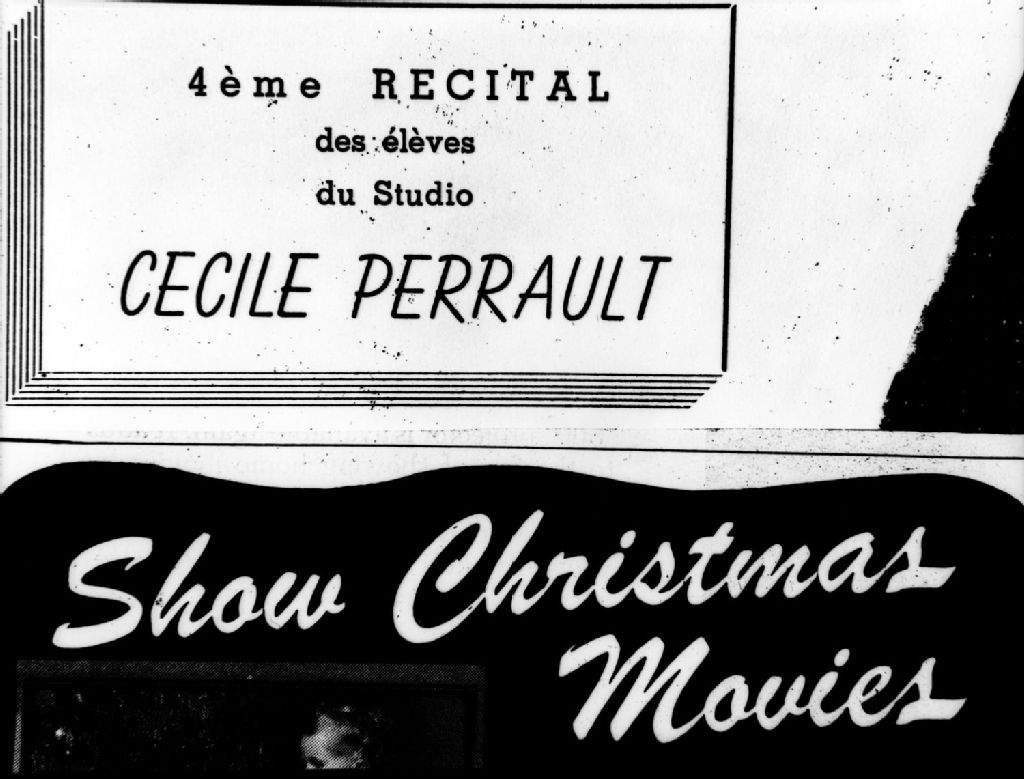 4ème RECITAL
des élèves
du Studio
CECILE PERRAULT
Show Christmas
Movies